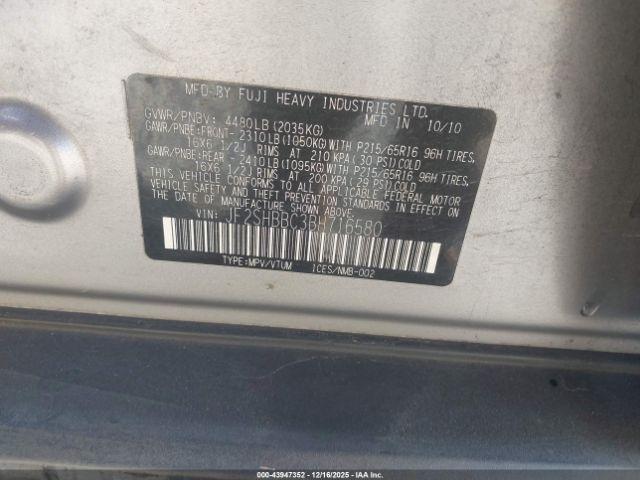 MFD-BY FUJI HEAVY INDUSTRIES LTD.
GVWR/PNBV: 4480LB(2035KG) MFD IN 10/10
GAWR/PNBE:FRONT- 2310LB(1050KG)WITH P215/65R16 96H TIRES,
16X6 1/2J RIMS AT 210 KPA(30 PSI)COLD
GAWR/PNBE:REAR - 2410LB(1095KG)WITH P215/65R16 96H TIRES,
16X6 1/2J RIMS AT 200 KPA(29 PSI)COLD
THIS VEHICLE CONFORMS TO ALL APPLICABLE FEDERAL MOTOR
VEHICLE SAFETY AND THEFT PREVENTION STANDARDS IN EFFECT
ON THE DATE OF MANUFACTURE SHOWN ABOVE.
VIN:
TYPE:MPV/VTUM ICES/NMB-002
000-43947352 - 12/16/2025 - IAAC